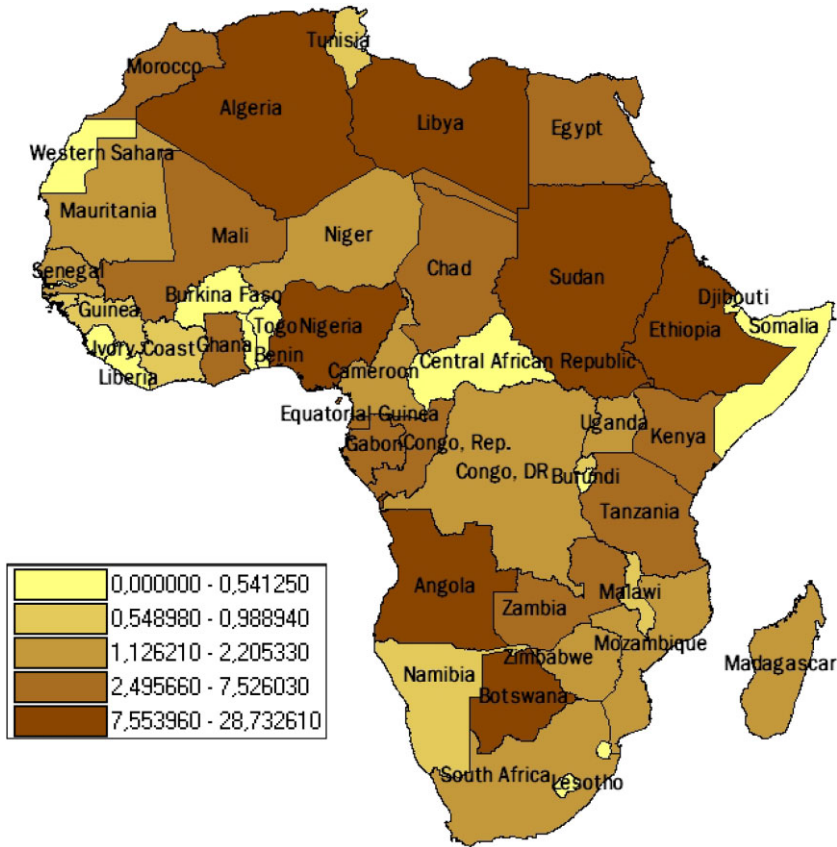 Tunisia
Morocco
Algeria
Libya
Egypt
Western Sahara
Mauritania
Mali
Niger
Chad
Sudan
Senegal
Burkina Faso
Djibouti
Guinea
Togo
Nigeria
Ethiopia
Somalia
Ivory Coast
Ghana
Benin
Central African Republic
Liberia
Cameroon
Equatorial Guinea
Uganda
Gabon
Congo, Rep.
Kenya
Congo, DR
Burundi
Tanzania
Angola
Malawi
Zambia
Mozambique
Zimbabwe
Madagascar
Namibia
Botswana
South Africa
Lesotho
0,000000 - 0,541250
0,548980 - 0,988940
1,126210 - 2,205330
2,495660 - 7,526030
7,553960 - 28,732610